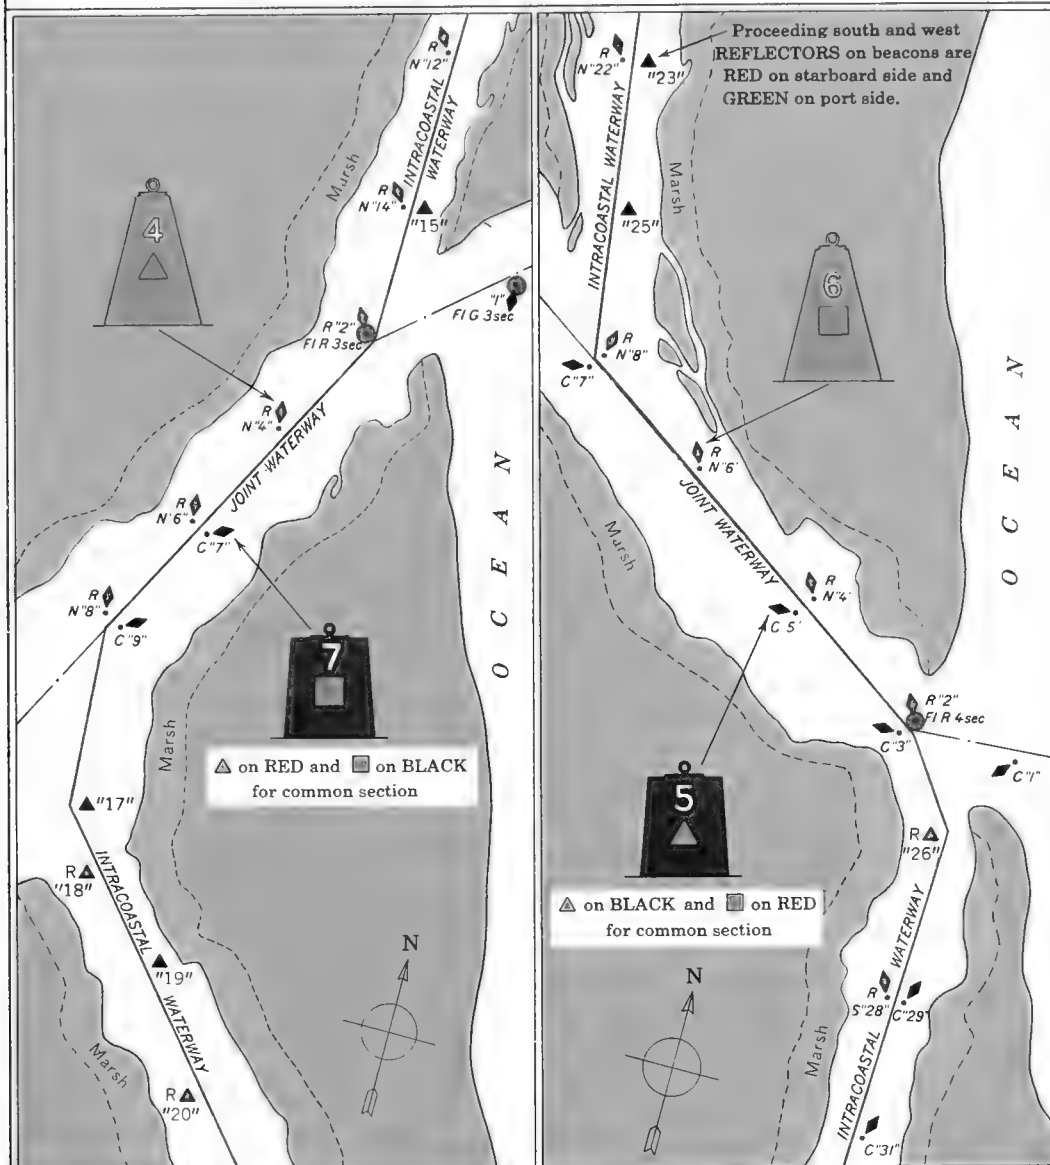 R
N"12"
INTRACOASTAL
WATERWAY
Marsh
R
N"14"
"15"
4
R"2"
Fl R 3sec
"1"
Fl G 3sec
R
N"4"
JOINT WATERWAY
R
N"6"
C"7"
R
N"8"
C"9"
7
Marsh
OCEAN
on RED and on BLACK
for common section
"17"
R
"18"
INTRACOASTAL
WATERWAY
"19"
Marsh
R
"20"
N
R
N"22"
"23"
Proceeding south and west
REFLECTORS on beacons are
RED on starboard side and
GREEN on port side.
INTRACOASTAL WATERWAY
Marsh
"25"
6
R
N"8"
C"7"
R
N"6'
JOINT WATERWAY
Marsh
R
N"4'
C 5'
OCEAN
R"2"
Fl R 4sec
C"3"
C"1"
5
on BLACK and on RED
for common section
R
"26"
INTRACOASTAL WATERWAY
R
S"28"
C"29'
Marsh
C"31"
N